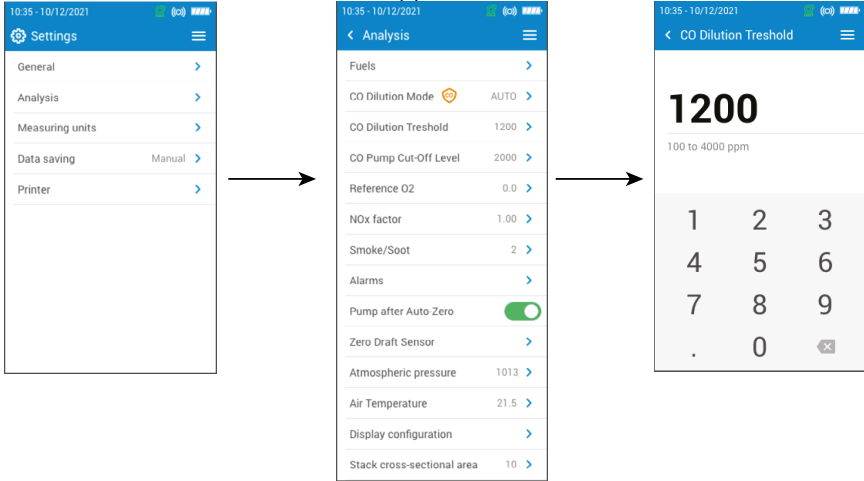 10:35 - 10/12/2021
Settings
General
Analysis
Measuring units
Data saving Manual
Printer
10:35 - 10/12/2021
Analysis
Fuels
CO Dilution Mode CO AUTO
CO Dilution Treshold 1200
CO Pump Cut-Off Level 2000
Reference O2 0.0
NOx factor 1.00
Smoke/Soot 2
Alarms
Pump after Auto-Zero
Zero Draft Sensor
Atmospheric pressure 1013
Air Temperature 21.5
Display configuration
Stack cross-sectional area 10
10:35 - 10/12/2021
CO Dilution Treshold
1200
100 to 4000 ppm
1 2 3
4 5 6
7 8 9
. 0